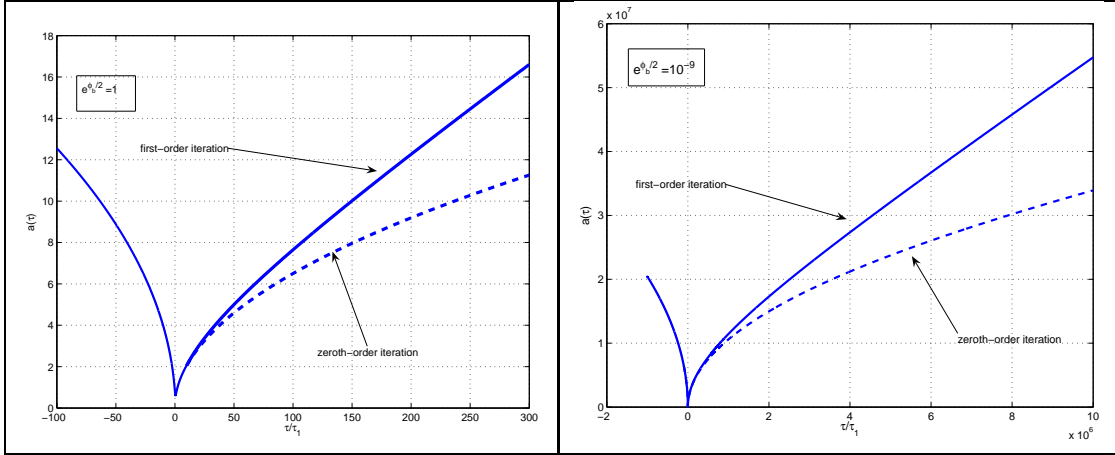 18
16
14
12
10
8
6
4
2
0
a(τ)
e^{φ_b/2} =1
first−order iteration
zeroth−order iteration
−100 −50 0 50 100 150 200 250 300
τ/τ_1
x 10^7
6
5
4
3
2
1
0
a(τ)
e^{φ_b/2} =10^{−9}
first−order iteration
zeroth−order iteration
−2 0 2 4 6 8 10
τ/τ_1
x 10^6